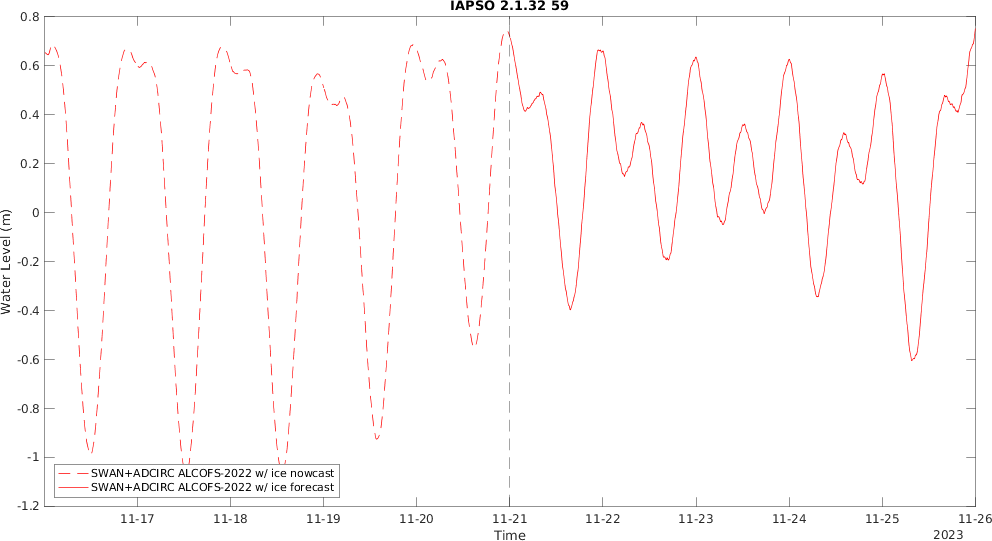 IAPSO 2.1.32 59
Water Level (m)
0.8
0.6
0.4
0.2
0
-0.2
-0.4
-0.6
-0.8
-1
-1.2
SWAN+ADCIRC ALCOFS-2022 w/ ice nowcast
SWAN+ADCIRC ALCOFS-2022 w/ ice forecast
11-17 11-18 11-19 11-20 11-21 11-22 11-23 11-24 11-25 11-26
Time
2023